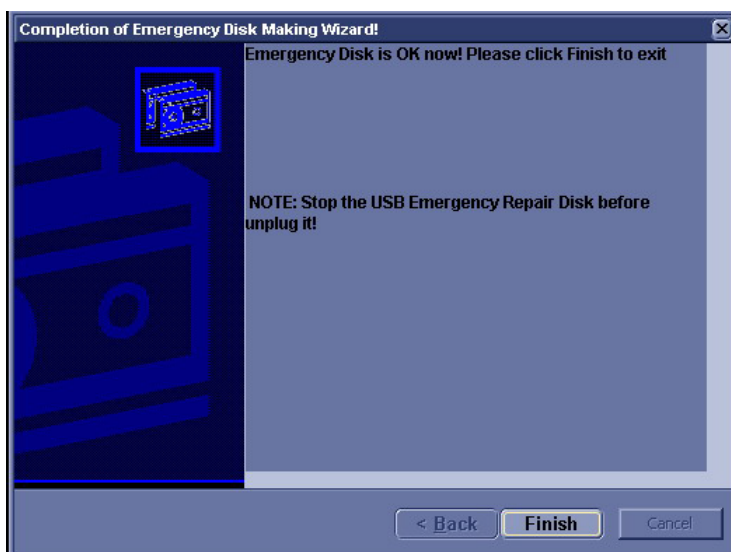 Completion of Emergency Disk Making Wizard!
Emergency Disk is OK now! Please click Finish to exit
NOTE: Stop the USB Emergency Repair Disk before
unplug it!
< Back Finish Cancel